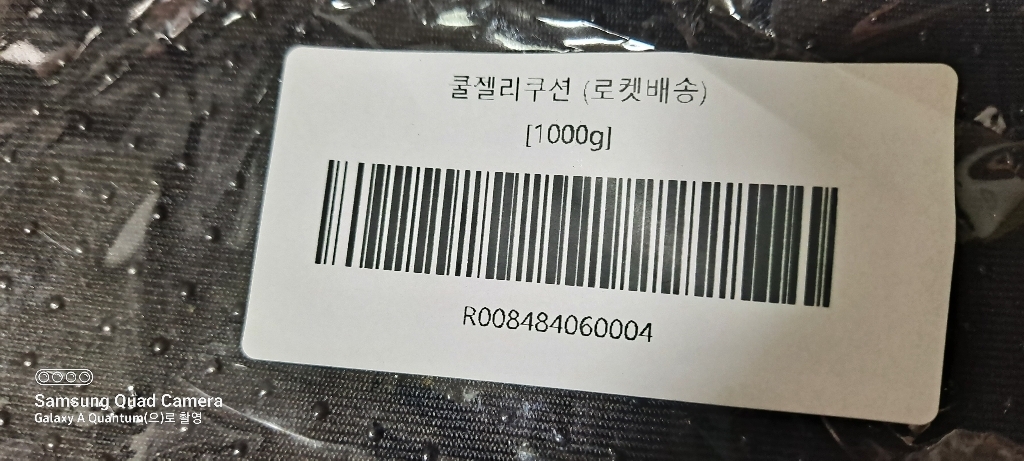 쿨젤리쿠션 (로켓배송)
[1000g]
R008484060004
Samsung Quad Camera
Galaxy A Quantum(으)로 촬영